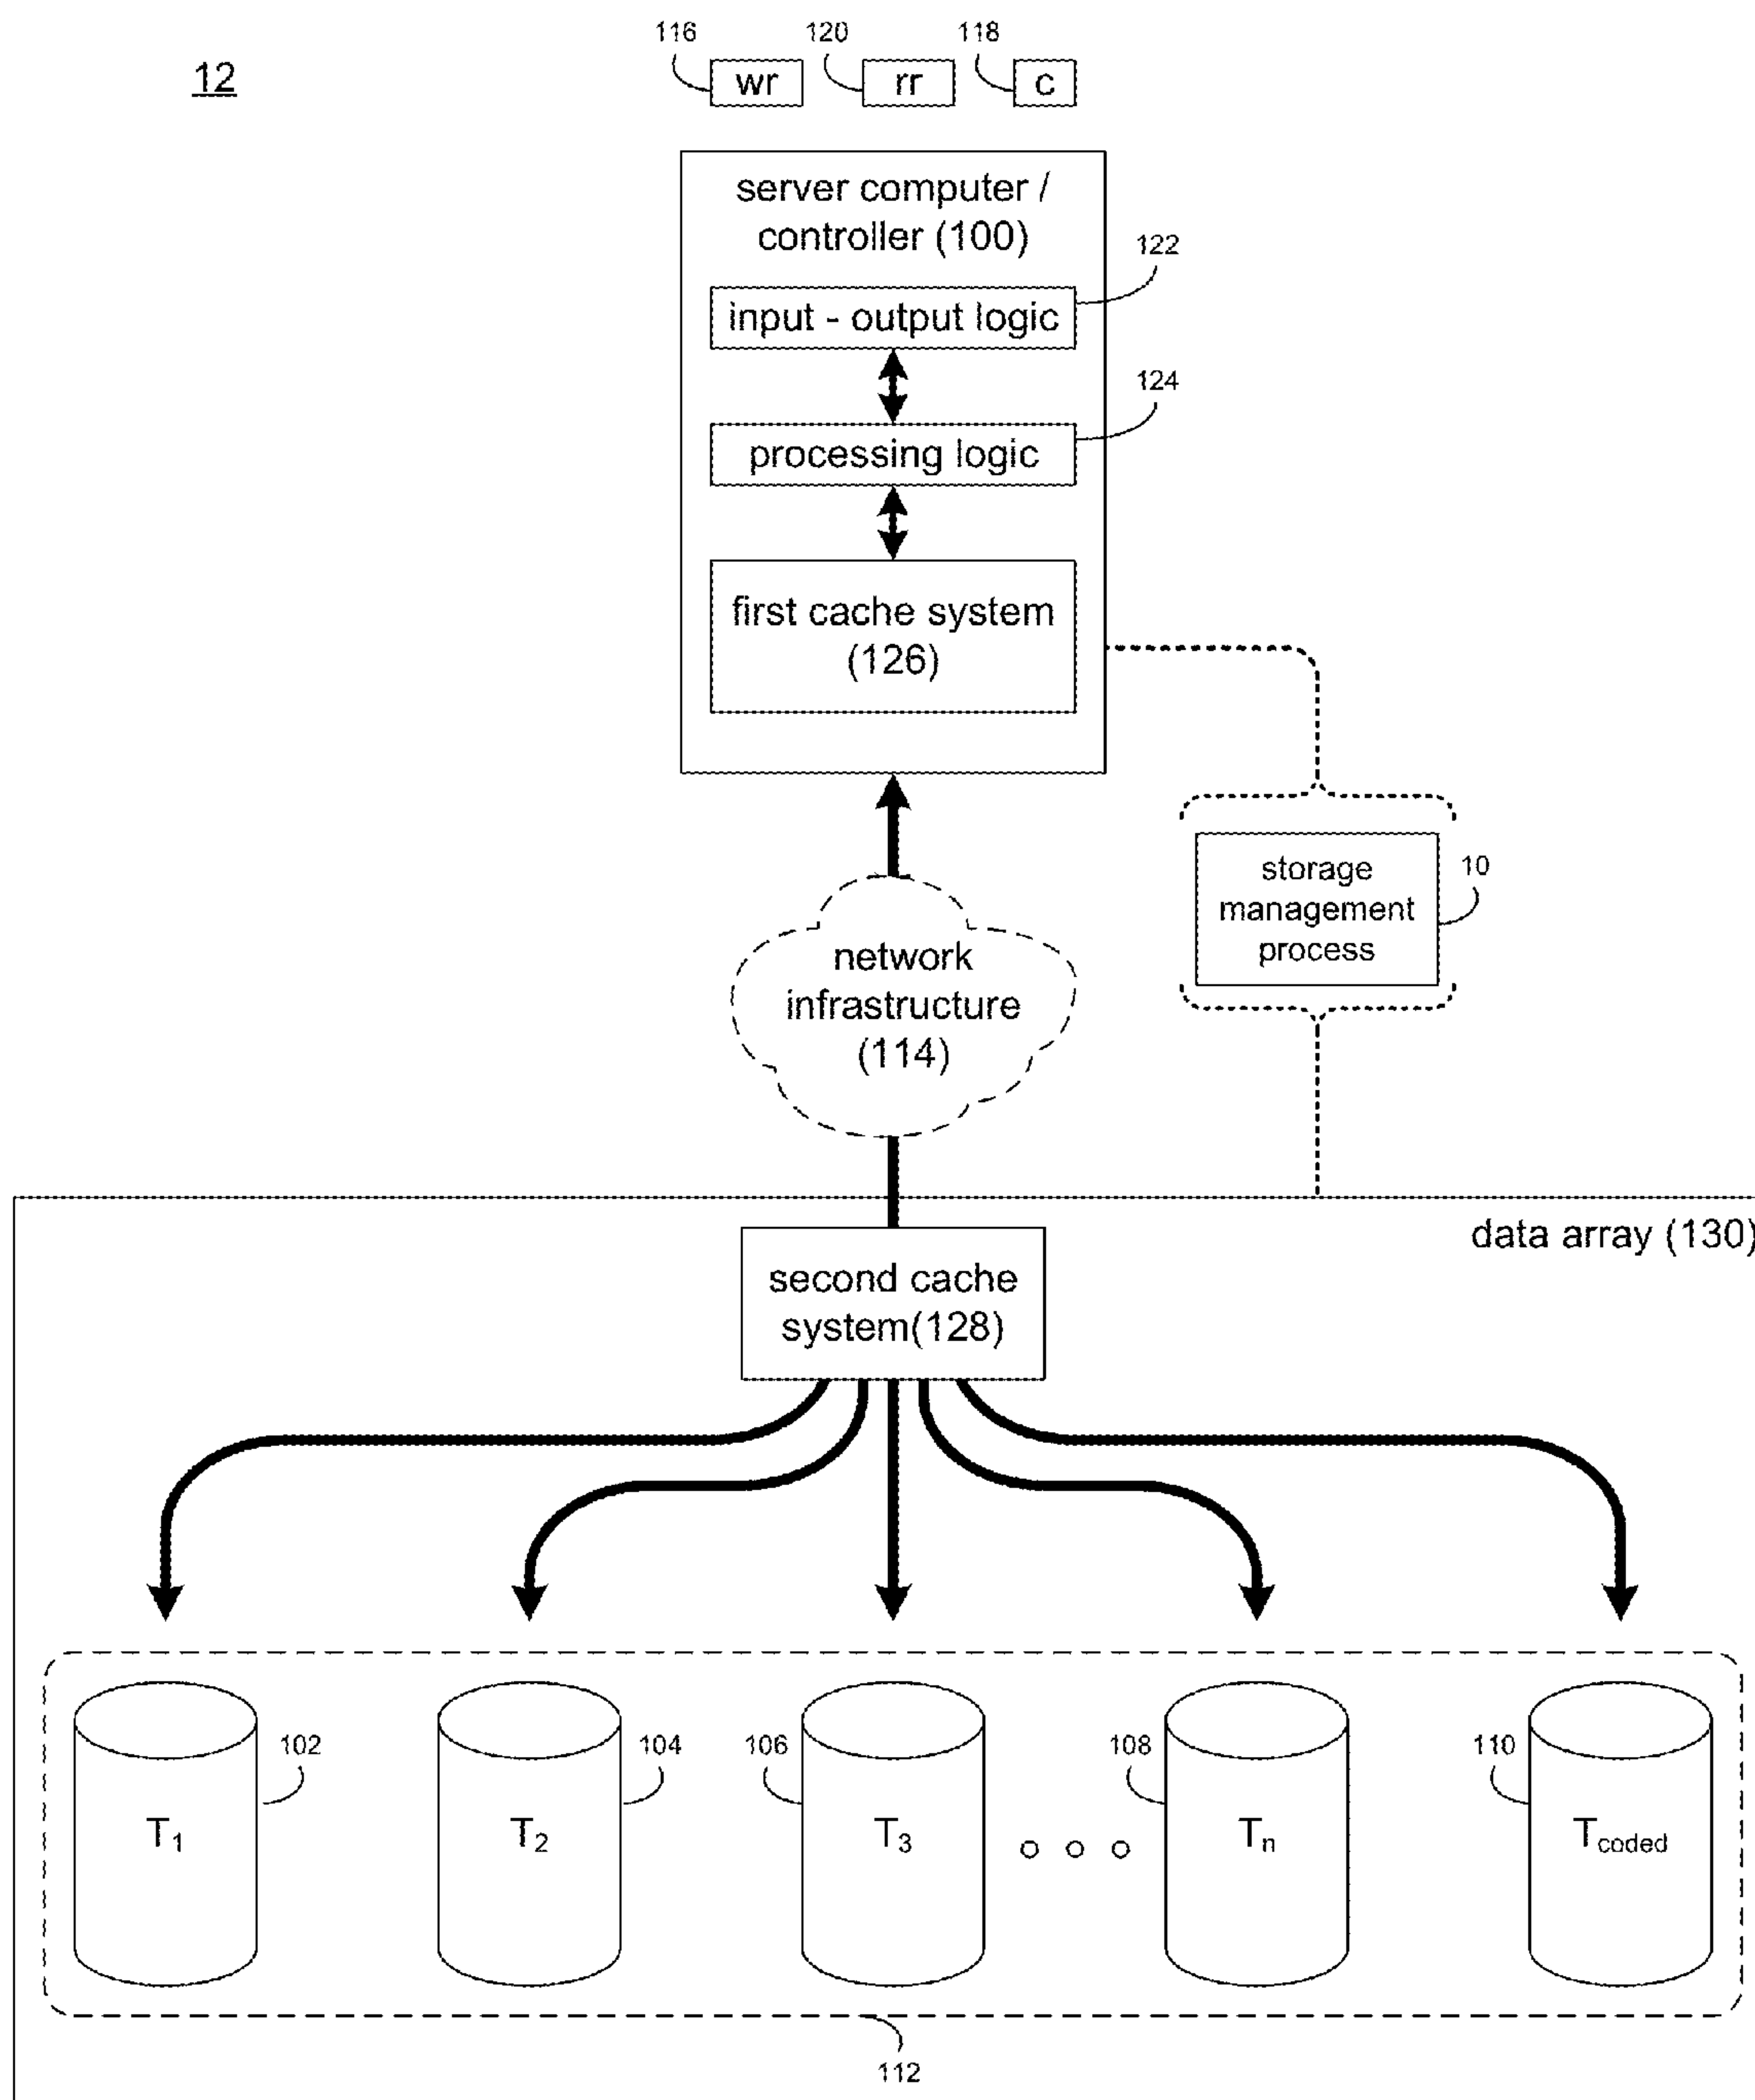 116 120 118
12 wr rr c
server computer /
controller (100)
122
input - output logic
124
processing logic
first cache system
(126)
storage
management
process
10
network
infrastructure
(114)
data array (130)
second cache
system(128)
102 104 106 108 110
T1 T2 T3 Tn Tcoded
112